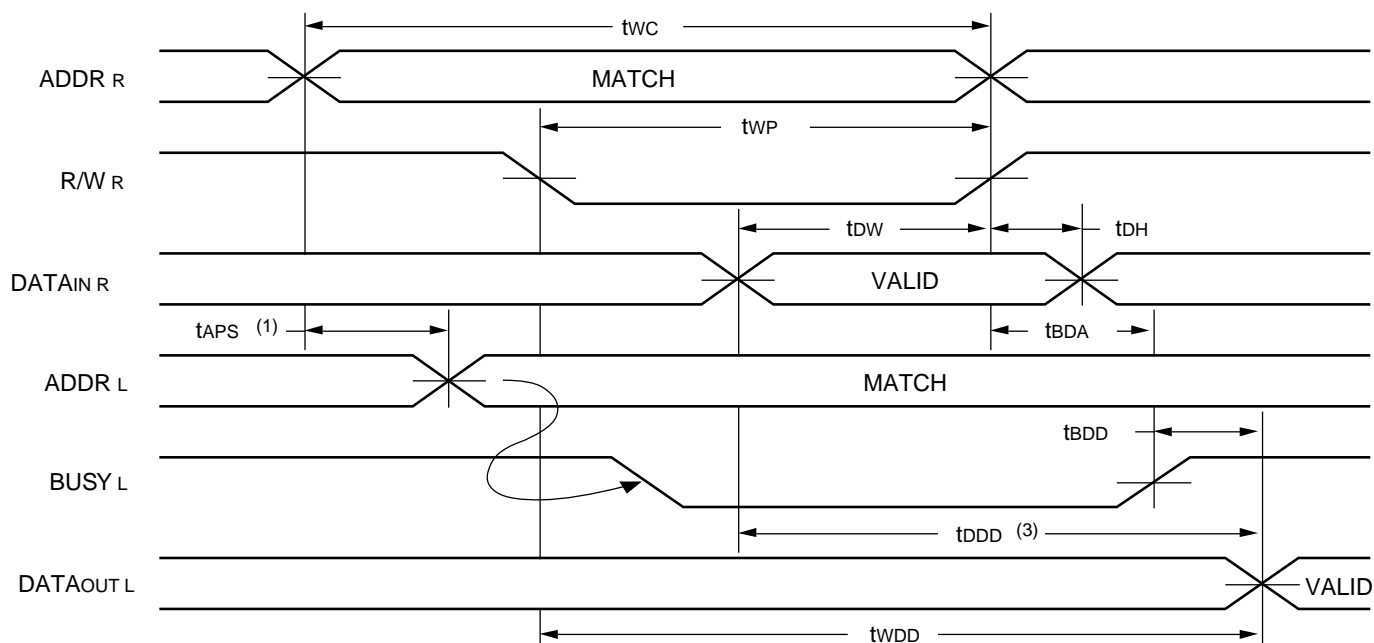 tWC
ADDR R
MATCH
tWP
R/W R
tDW
tDH
DATAIN R
VALID
tAPS (1)
tBDA
ADDR L
MATCH
tBDD
BUSY L
tDDD (3)
DATAOUT L
VALID
tWDD